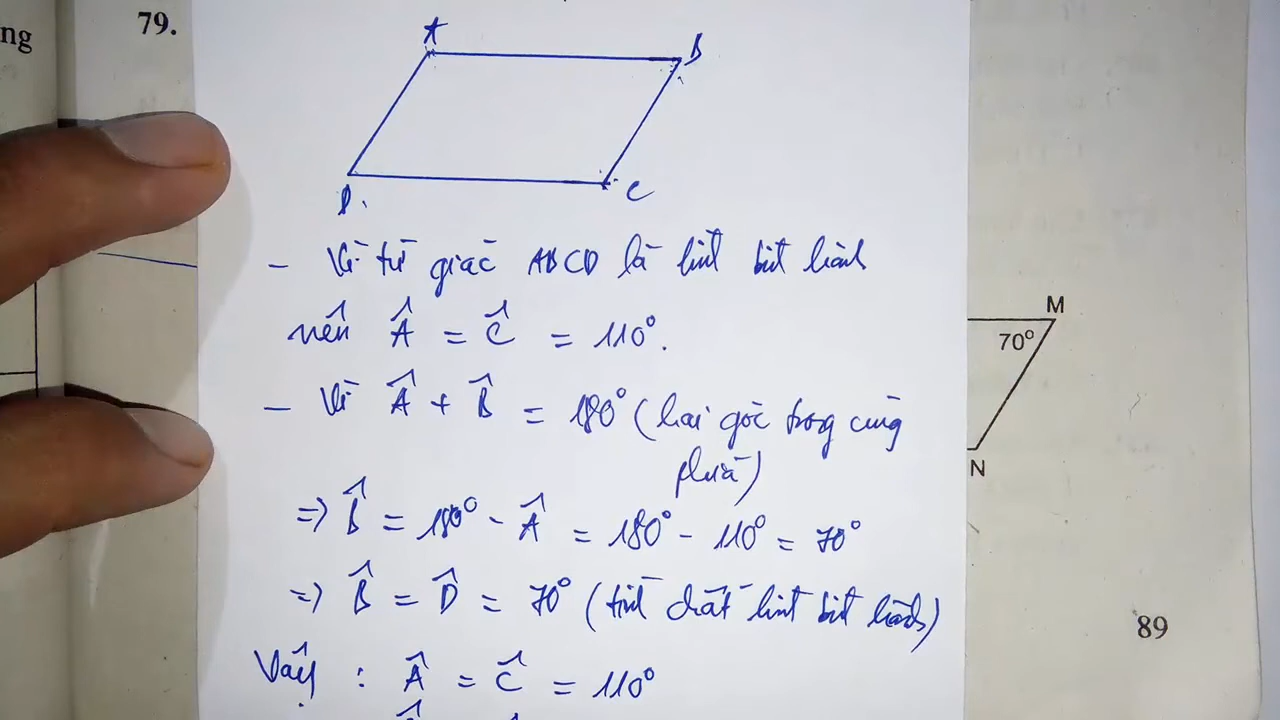 ng
79.
A
B
D
C
- Vì tứ giác ABCD là hình bình hành
nên Â = Ĉ = 110°.
- Vì Â + B̂ = 180° (hai góc trong cùng
phía)
=> B̂ = 180° - Â = 180° - 110° = 70°
=> B̂ = D̂ = 70° (tính chất hình bình hành)
Vậy : Â = Ĉ = 110°
M
70°
N
89